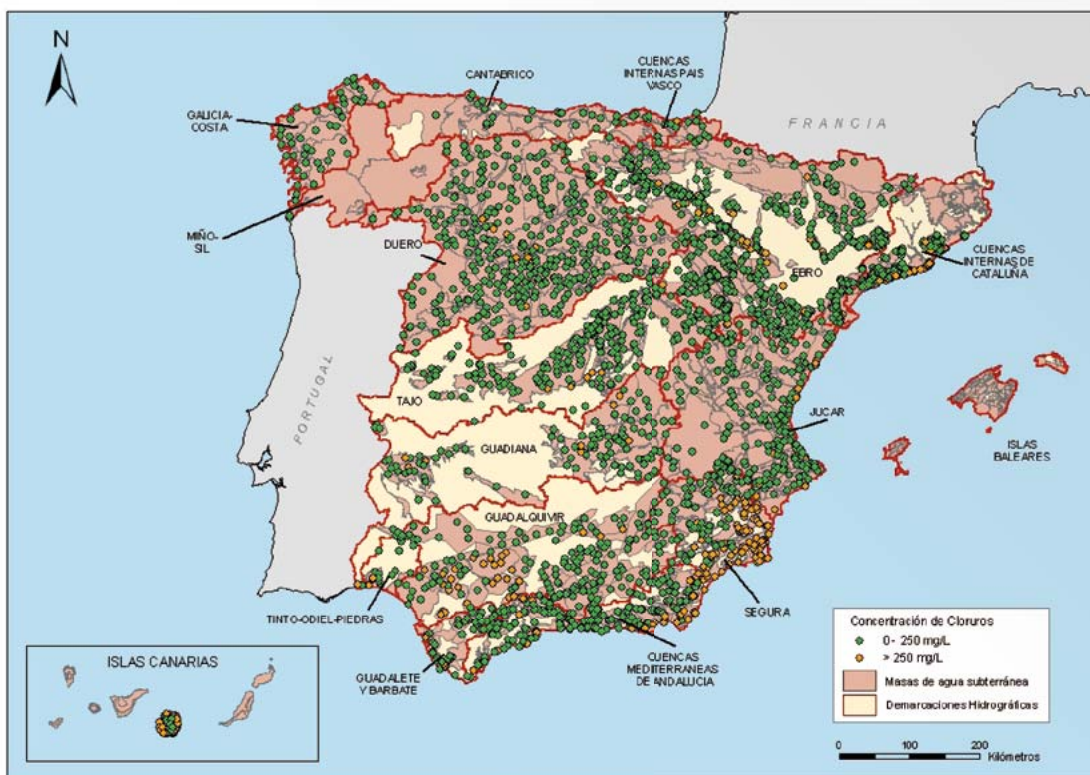 N
CANTABRICO
CUENCAS
INTERNAS PAIS
VASCO
GALICIA-
COSTA
FRANCIA
MIÑO-
SIL
DUERO
CUENCAS
INTERNAS DE
CATALUÑA
EBRO
PORTUGAL
TAJO
JUCAR
GUADIANA
ISLAS
BALEARES
GUADALQUIVIR
SEGURA
TINTO-ODIEL-PIEDRAS
ISLAS CANARIAS
GUADALETE
Y BARBATE
CUENCAS
MEDITERRANEAS
DE ANDALUCIA
Concentración de Cloruros
0- 250 mg/L
> 250 mg/L
Masas de agua subterránea
Demarcaciones Hidrográficas
0 100 200
Kilómetros